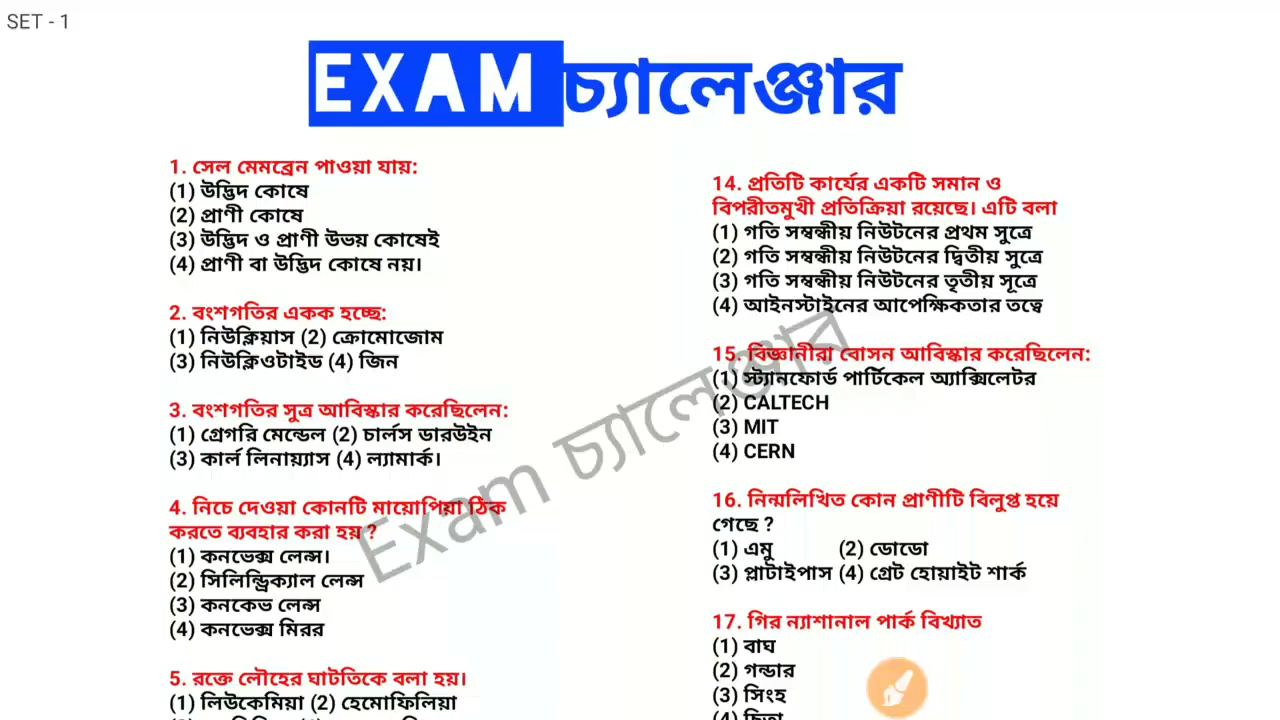 SET - 1
EXAM চ্যালেঞ্জার
1. সেল মেমব্রেন পাওয়া যায়:
(1) উদ্ভিদ কোষে
(2) প্রাণী কোষে
(3) উদ্ভিদ ও প্রাণী উভয় কোষেই
(4) প্রাণী বা উদ্ভিদ কোষে নয়।
2. বংশগতির একক হচ্ছে:
(1) নিউক্লিয়াস (2) ক্রোমোজোম
(3) নিউক্লিওটাইড (4) জিন
3. বংশগতির সুত্র আবিস্কার করেছিলেন:
(1) গ্রেগরি মেন্ডেল (2) চার্লস ডারউইন
(3) কার্ল লিনায়্যাস (4) ল্যামার্ক।
4. নিচে দেওয়া কোনটি মায়োপিয়া ঠিক
করতে ব্যবহার করা হয় ?
(1) কনভেক্স লেন্স।
(2) সিলিন্ড্রিক্যাল লেন্স
(3) কনকেভ লেন্স
(4) কনভেক্স মিরর
5. রক্তে লৌহের ঘাটতিকে বলা হয়।
(1) লিউকেমিয়া (2) হেমোফিলিয়া
14. প্রতিটি কার্যের একটি সমান ও
বিপরীতমুখী প্রতিক্রিয়া রয়েছে। এটি বলা
(1) গতি সম্বন্ধীয় নিউটনের প্রথম সুত্রে
(2) গতি সম্বন্ধীয় নিউটনের দ্বিতীয় সুত্রে
(3) গতি সম্বন্ধীয় নিউটনের তৃতীয় সূত্রে
(4) আইনস্টাইনের আপেক্ষিকতার তত্বে
15. বিজ্ঞানীরা বোসন আবিস্কার করেছিলেন:
(1) স্ট্যানফোর্ড পার্টিকেল অ্যাক্সিলেটর
(2) CALTECH
(3) MIT
(4) CERN
16. নিন্মলিখিত কোন প্রাণীটি বিলুপ্ত হয়ে
গেছে ?
(1) এমু (2) ডোডো
(3) প্লাটাইপাস (4) গ্রেট হোয়াইট শার্ক
17. গির ন্যাশানাল পার্ক বিখ্যাত
(1) বাঘ
(2) গন্ডার
(3) সিংহ
(4) চিতা
Exam চ্যালেঞ্জার